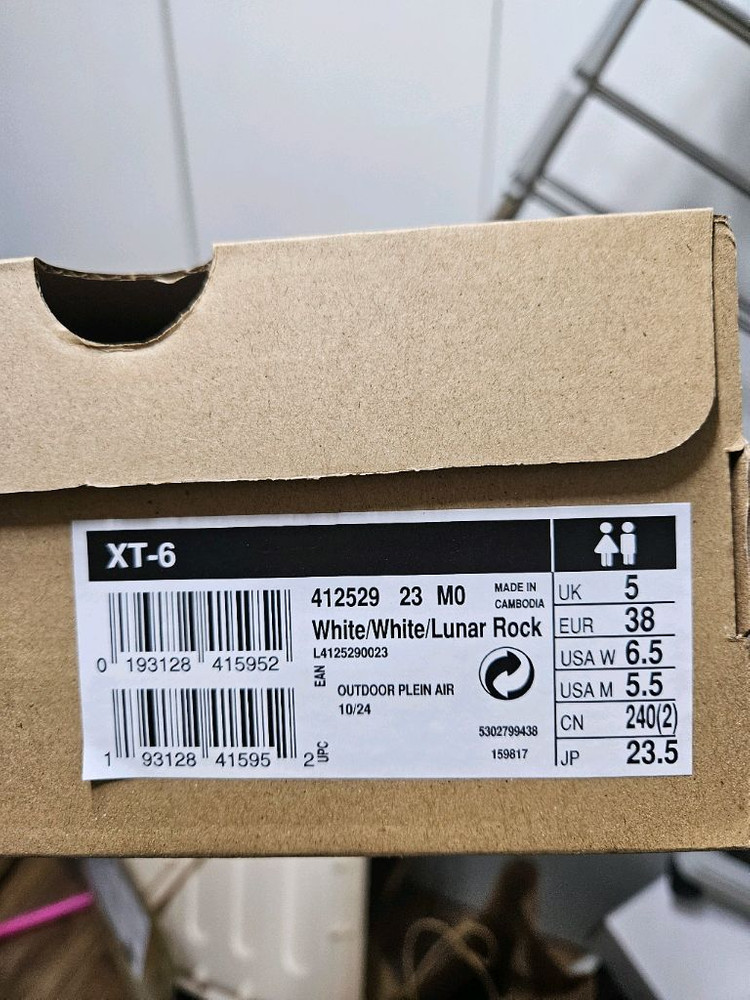 XT-6
0 193128 415952
1 93128 41595 2
EAN
UPC
412529 23 M0
MADE IN
CAMBODIA
White/White/Lunar Rock
L4125290023
OUTDOOR PLEIN AIR
10/24
5302799438
159817
UK 5
EUR 38
USA W 6.5
USA M 5.5
CN 240(2)
JP 23.5